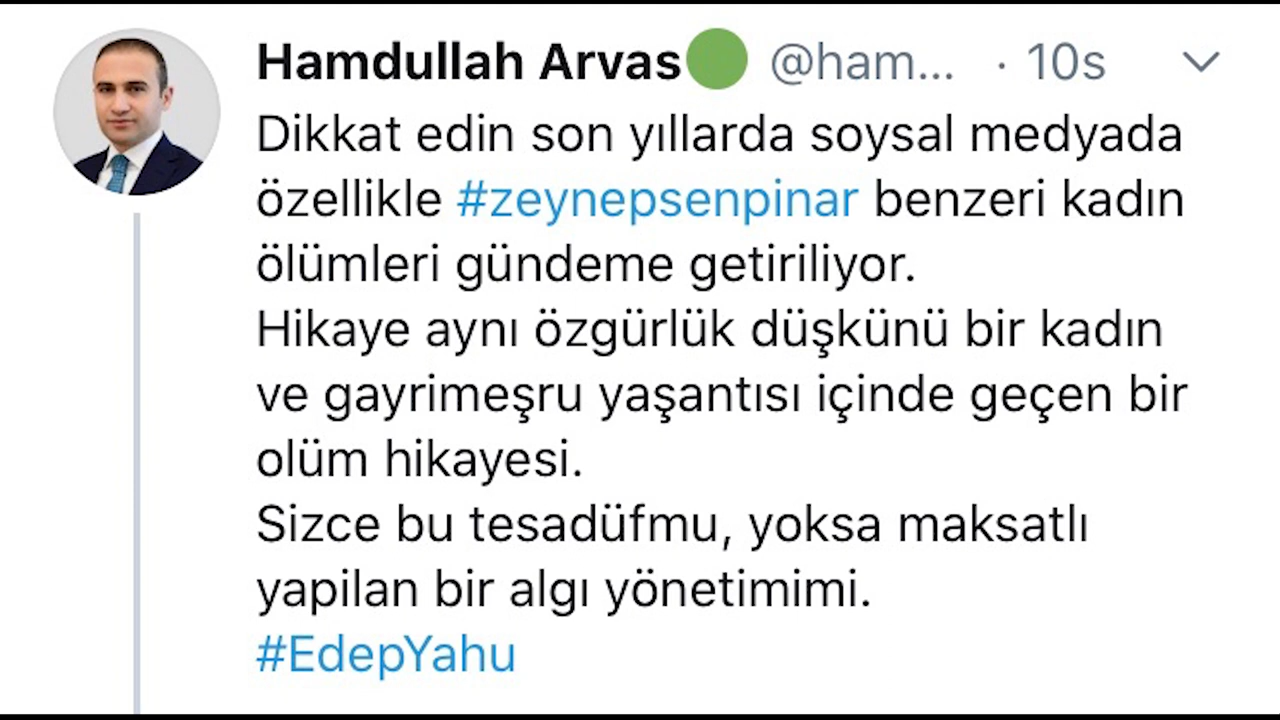 Hamdullah Arvas @ham... · 10s
Dikkat edin son yıllarda soysal medyada
özellikle #zeynepsenpinar benzeri kadın
ölümleri gündeme getiriliyor.
Hikaye aynı özgürlük düşkünü bir kadın
ve gayrimeşru yaşantısı içinde geçen bir
olüm hikayesi.
Sizce bu tesadüfmu, yoksa maksatlı
yapilan bir algı yönetimimi.
#EdepYahu